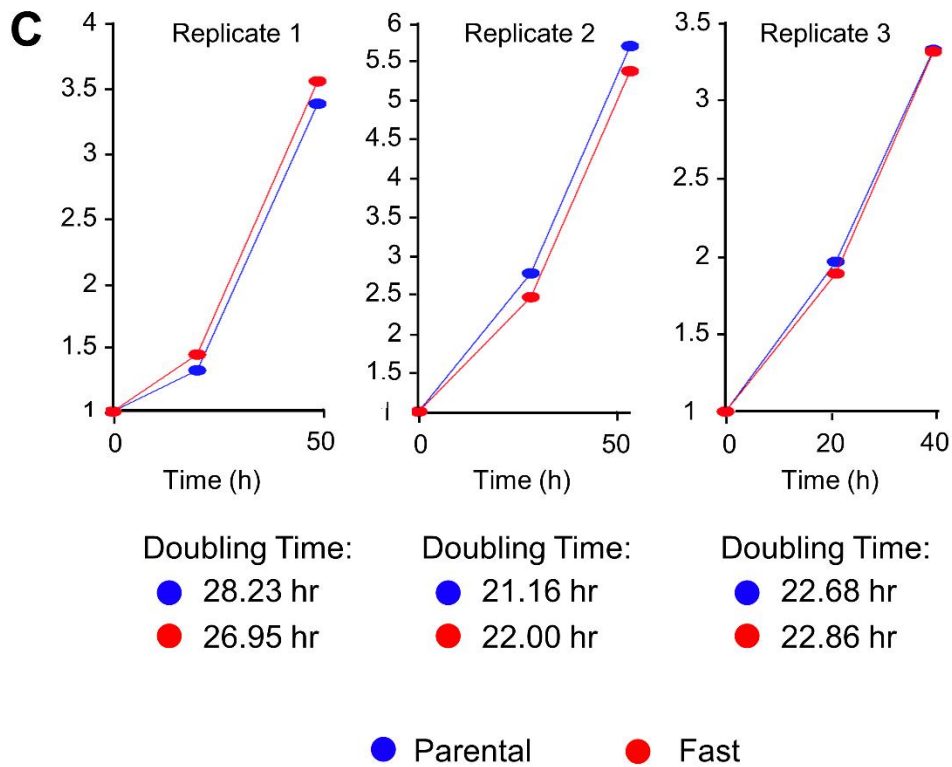 C
Replicate 1
4
3.5
3
2.5
2
1.5
1
0
50
Time (h)
Doubling Time:
28.23 hr
26.95 hr
Replicate 2
6
5.5
5
4.5
4
3.5
3
2.5
2
1.5
0
50
Time (h)
Doubling Time:
21.16 hr
22.00 hr
Replicate 3
3.5
3
2.5
2
1.5
1
0
20
40
Time (h)
Doubling Time:
22.68 hr
22.86 hr
Parental
Fast